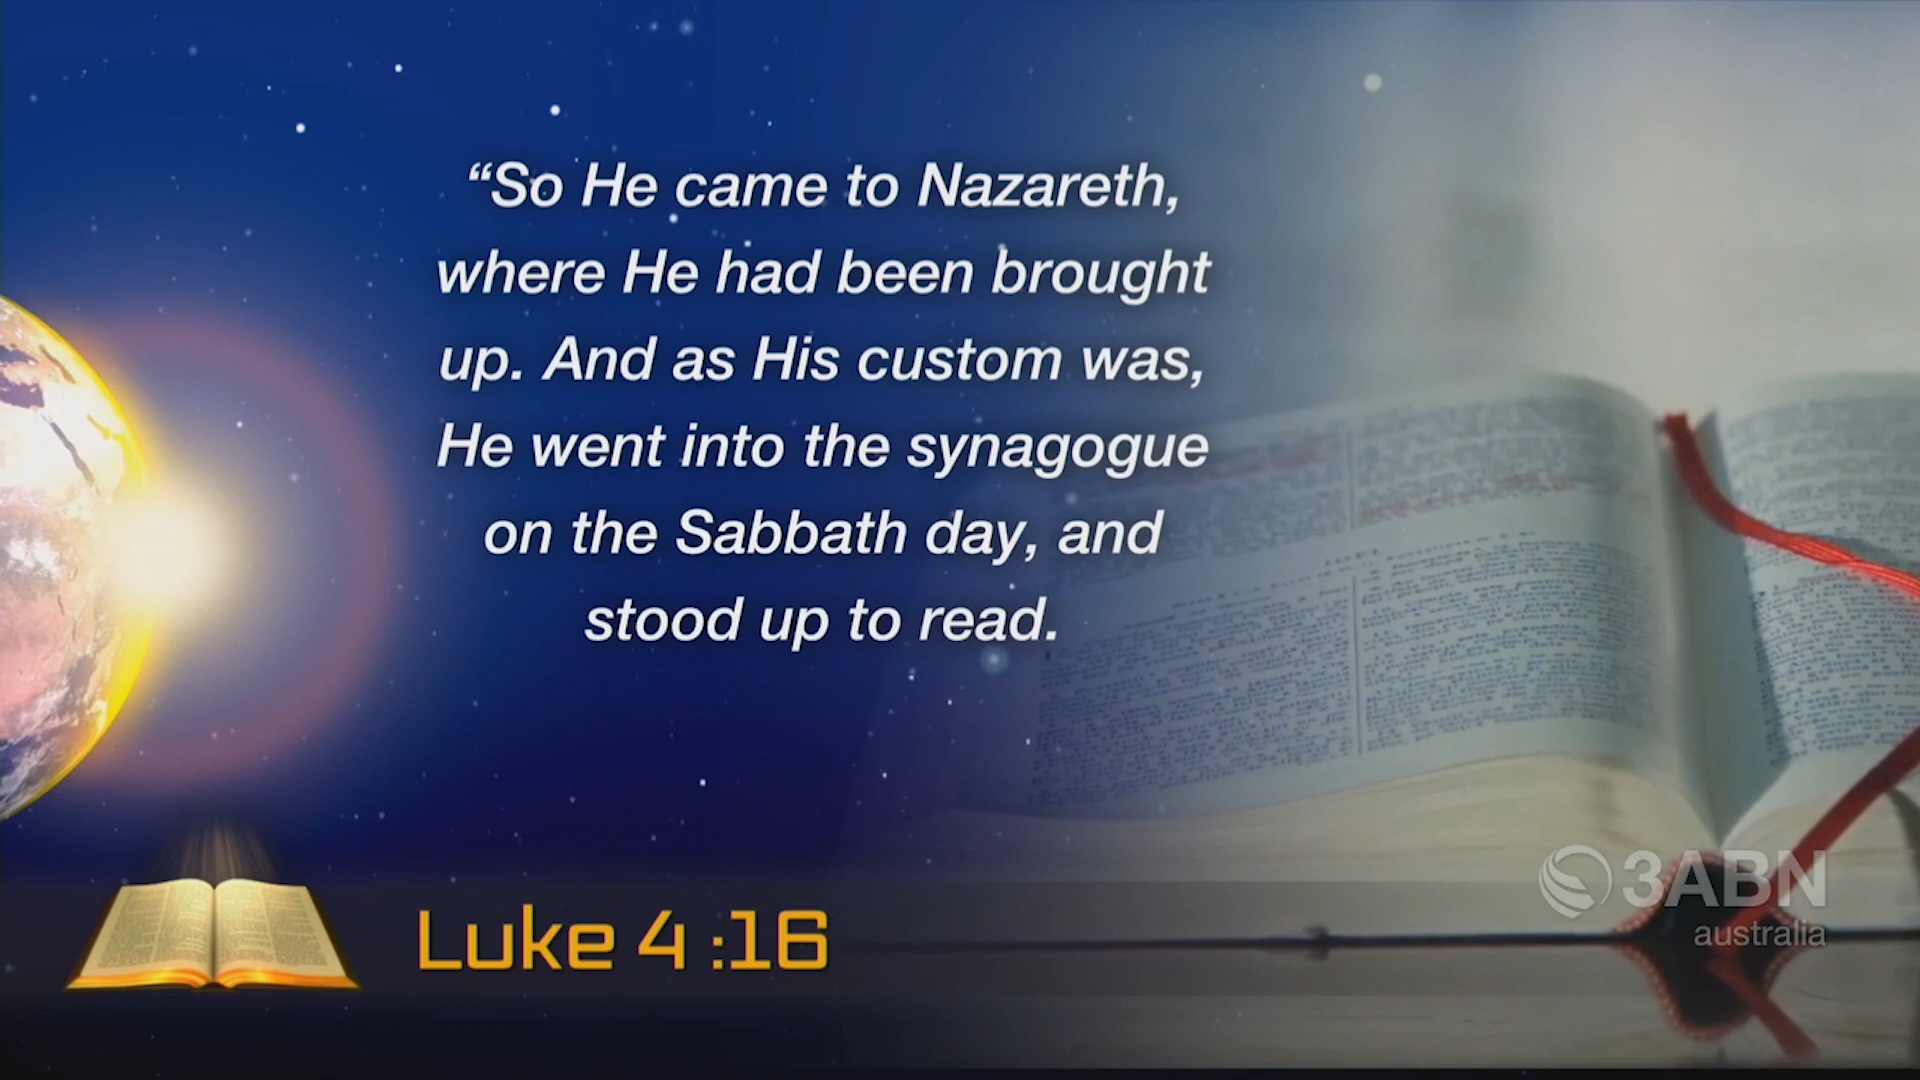 “So He came to Nazareth,
where He had been brought
up. And as His custom was,
He went into the synagogue
on the Sabbath day, and
stood up to read.
Luke 4 :16
3ABN
australia